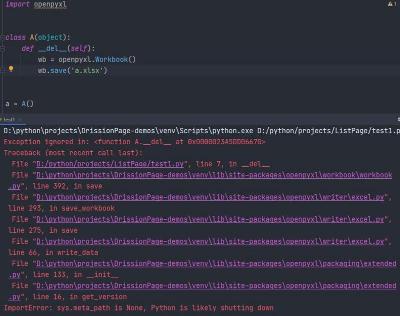 import openpyxl
1
class A(object):
def __del__(self):
wb = openpyxl.Workbook()
wb.save('a.xlsx')
a = A()
test1
D:\python\projects\DrissionPage-demos\venv\Scripts\python.exe D:/python/projects/ListPage/test1.p
Exception ignored in: <function A.__del__ at 0x0000023A5DDD6670>
Traceback (most recent call last):
File "D:/python/projects/ListPage/test1.py", line 7, in __del__
File "D:\python\projects\DrissionPage-demos\venv\lib\site-packages\openpyxl\workbook\workbook
.py", line 392, in save
File "D:\python\projects\DrissionPage-demos\venv\lib\site-packages\openpyxl\writer\excel.py",
line 293, in save_workbook
File "D:\python\projects\DrissionPage-demos\venv\lib\site-packages\openpyxl\writer\excel.py",
line 275, in save
File "D:\python\projects\DrissionPage-demos\venv\lib\site-packages\openpyxl\writer\excel.py",
line 66, in write_data
File "D:\python\projects\DrissionPage-demos\venv\lib\site-packages\openpyxl\packaging\extended
.py", line 133, in __init__
File "D:\python\projects\DrissionPage-demos\venv\lib\site-packages\openpyxl\packaging\extended
.py", line 16, in get_version
ImportError: sys.meta_path is None, Python is likely shutting down